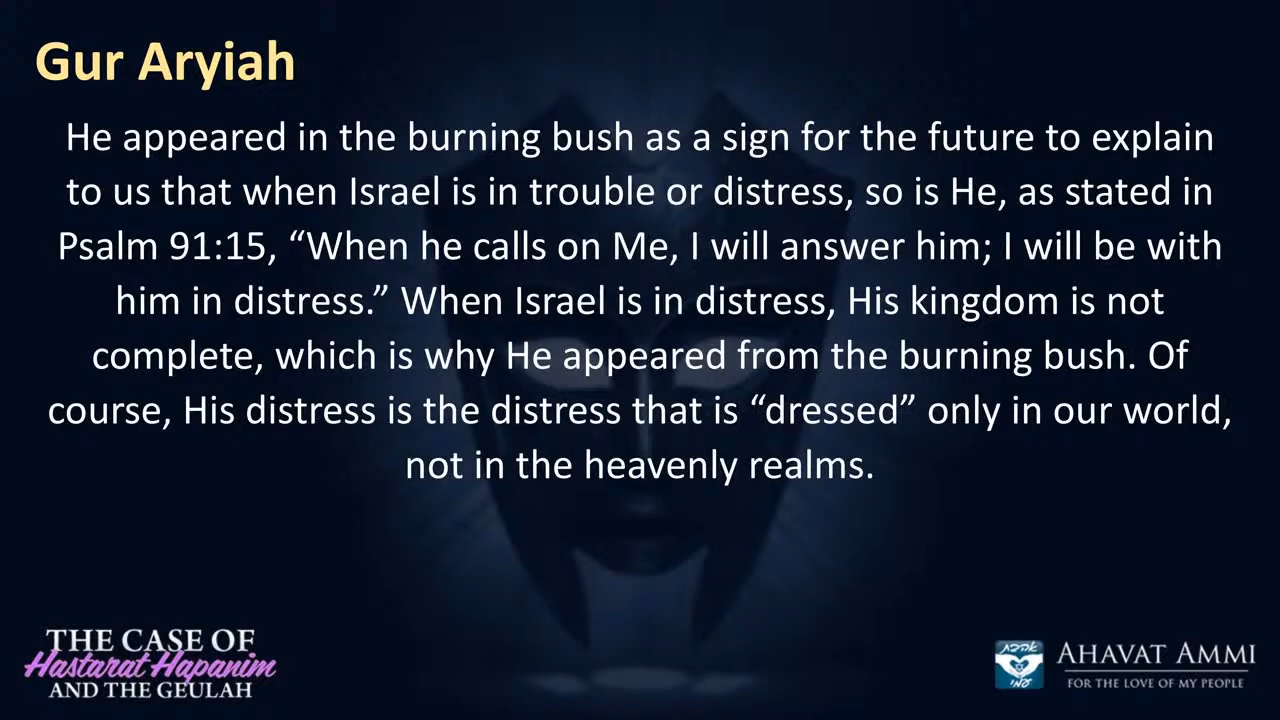 Gur Aryiah
He appeared in the burning bush as a sign for the future to explain
to us that when Israel is in trouble or distress, so is He, as stated in
Psalm 91:15, “When he calls on Me, I will answer him; I will be with
him in distress.” When Israel is in distress, His kingdom is not
complete, which is why He appeared from the burning bush. Of
course, His distress is the distress that is “dressed” only in our world,
not in the heavenly realms.
THE CASE OF
Hastarat Hapanim
AND THE GEULAH
אהבת
עמי
AHAVAT AMMI
FOR THE LOVE OF MY PEOPLE